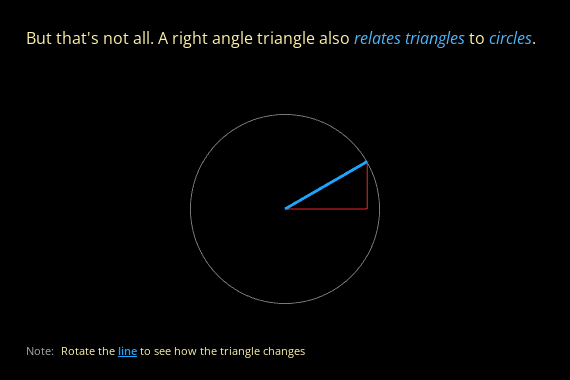 But that's not all. A right angle triangle also relates triangles to circles.
Note: Rotate the line to see how the triangle changes